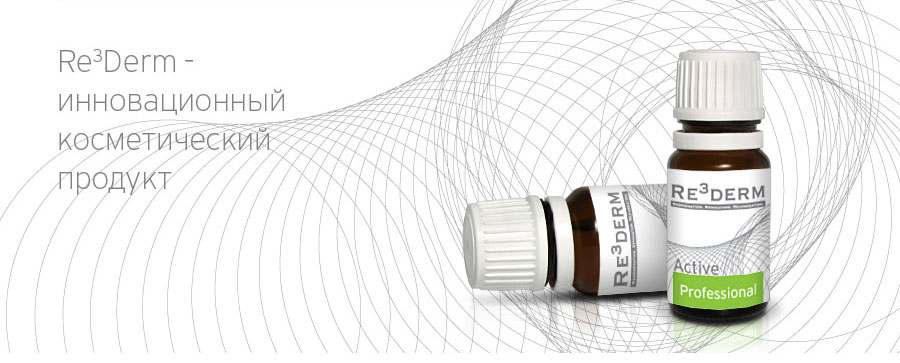 Re³Derm -
инновационный
косметический
продукт
RE³DERM
RE³DERM
Active
Professional